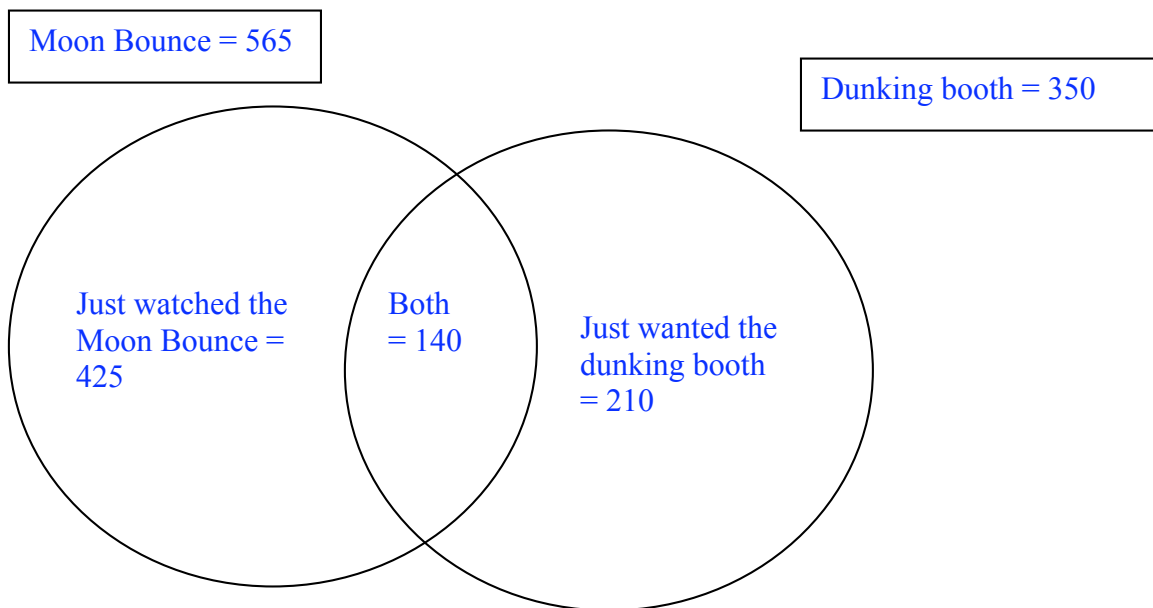 Moon Bounce = 565
Dunking booth = 350
Just watched the
Moon Bounce =
425
Both
= 140
Just wanted the
dunking booth
= 210